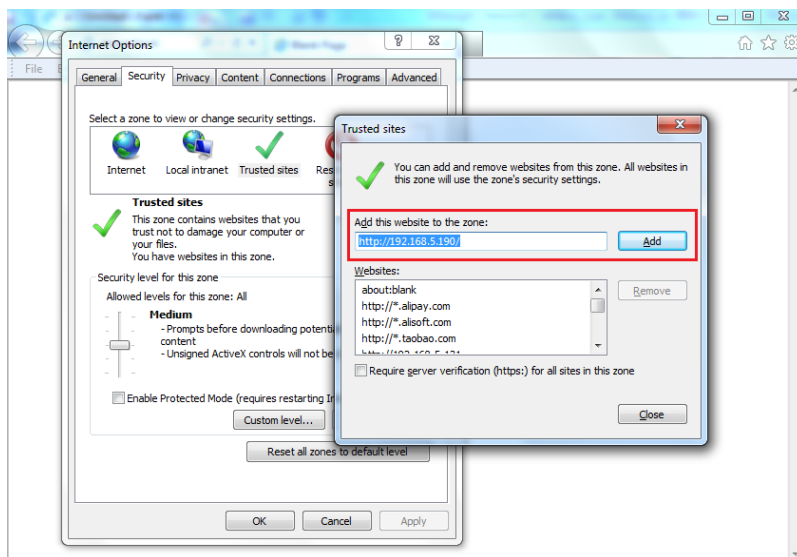 Internet Options
File
General Security Privacy Content Connections Programs Advanced
Select a zone to view or change security settings.
Internet Local intranet Trusted sites
Trusted sites
This zone contains websites that you
trust not to damage your computer or
your files.
You have websites in this zone.
Security level for this zone
Allowed levels for this zone: All
Medium
- Prompts before downloading
content
- Unsigned ActiveX controls will not be
Enable Protected Mode (requires restarting
Custom level...
Reset all zones to default level
OK Cancel Apply
Trusted sites
You can add and remove websites from this zone. All websites in
this zone will use the zone's security settings.
Add this website to the zone:
http://192.168.5.190/ Add
Websites:
about:blank
http://*.alipay.com
http://*.alisoft.com
http://*.taobao.com
Remove
Require server verification (https:) for all sites in this zone
Close